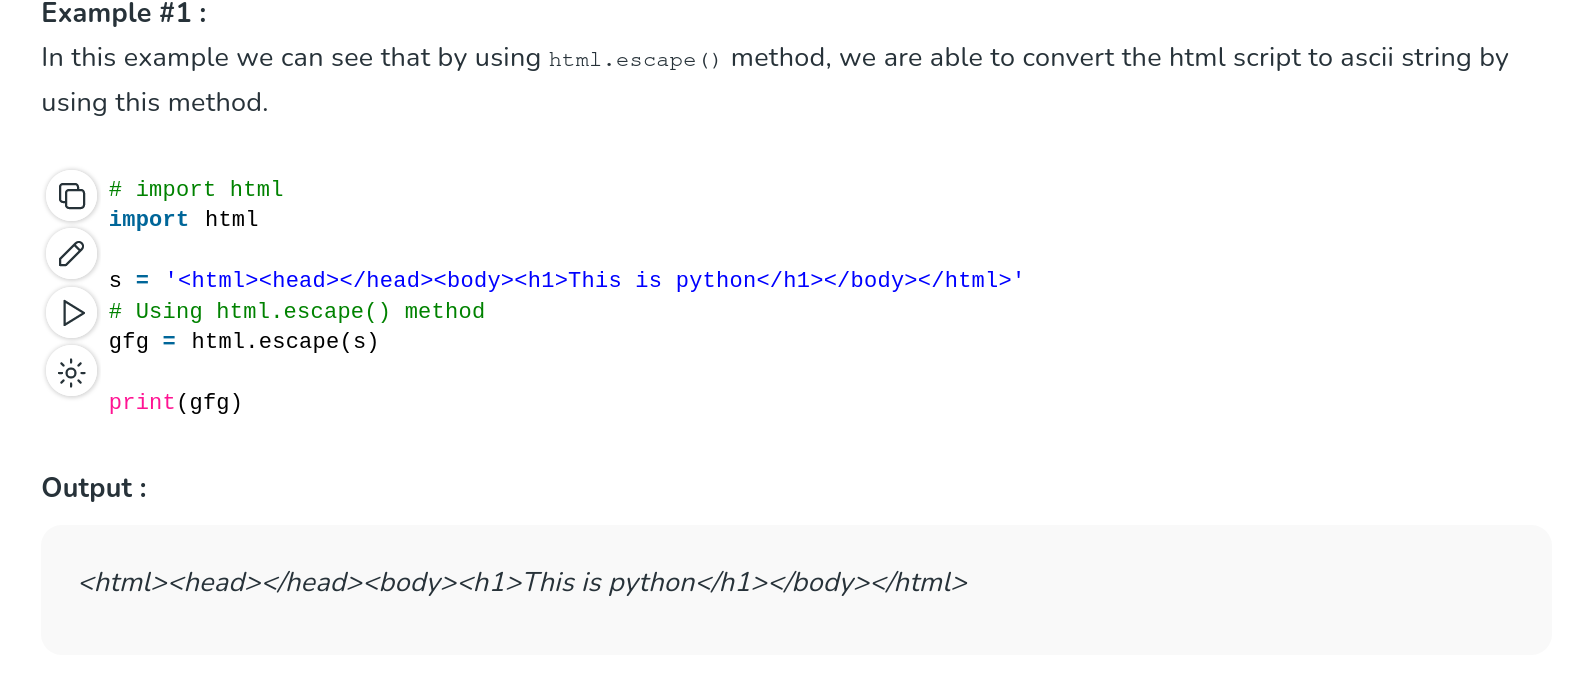 Example #1 :
In this example we can see that by using html.escape() method, we are able to convert the html script to ascii string by
using this method.
# import html
import html
s = '<html><head></head><body><h1>This is python</h1></body></html>'
# Using html.escape() method
gfg = html.escape(s)
print(gfg)
Output :
<html><head></head><body><h1>This is python</h1></body></html>